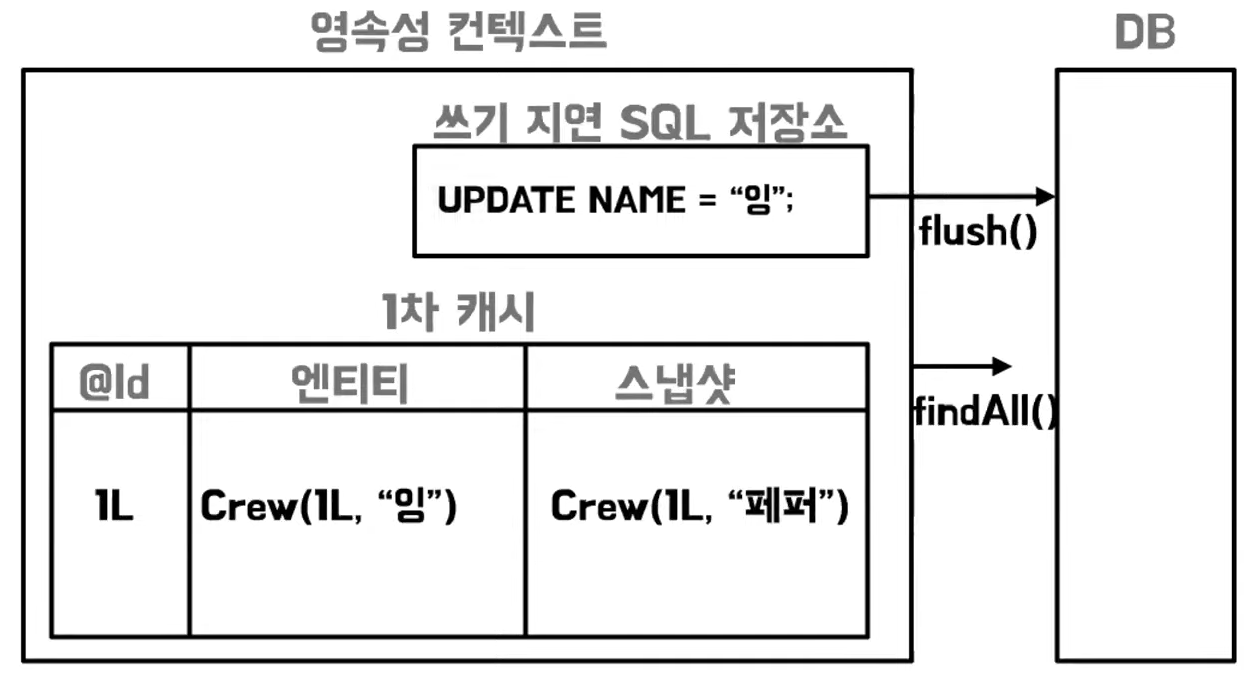 영속성 컨텍스트
DB
쓰기 지연 SQL 저장소
UPDATE NAME = “잉”;
flush()
1차 캐시
@Id 엔티티 스냅샷
findAll()
1L Crew(1L, “잉”) Crew(1L, “페퍼”)